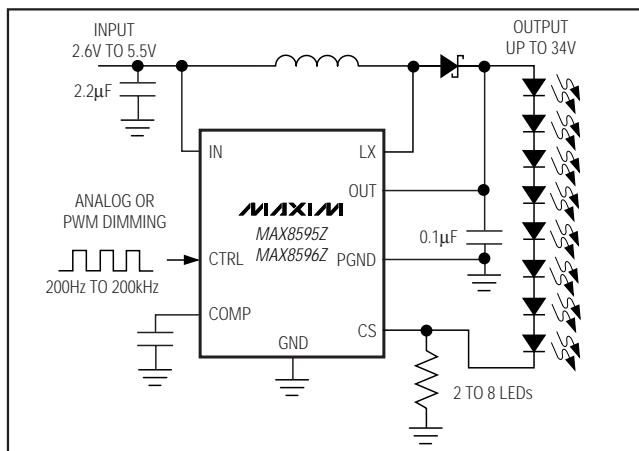 INPUT
2.6V TO 5.5V
2.2µF
OUTPUT
UP TO 34V
IN
LX
OUT
ANALOG OR
PWM DIMMING
MAXIM
MAX8595Z
MAX8596Z
0.1µF
CTRL
PGND
200Hz TO 200kHz
COMP
CS
GND
2 TO 8 LEDs